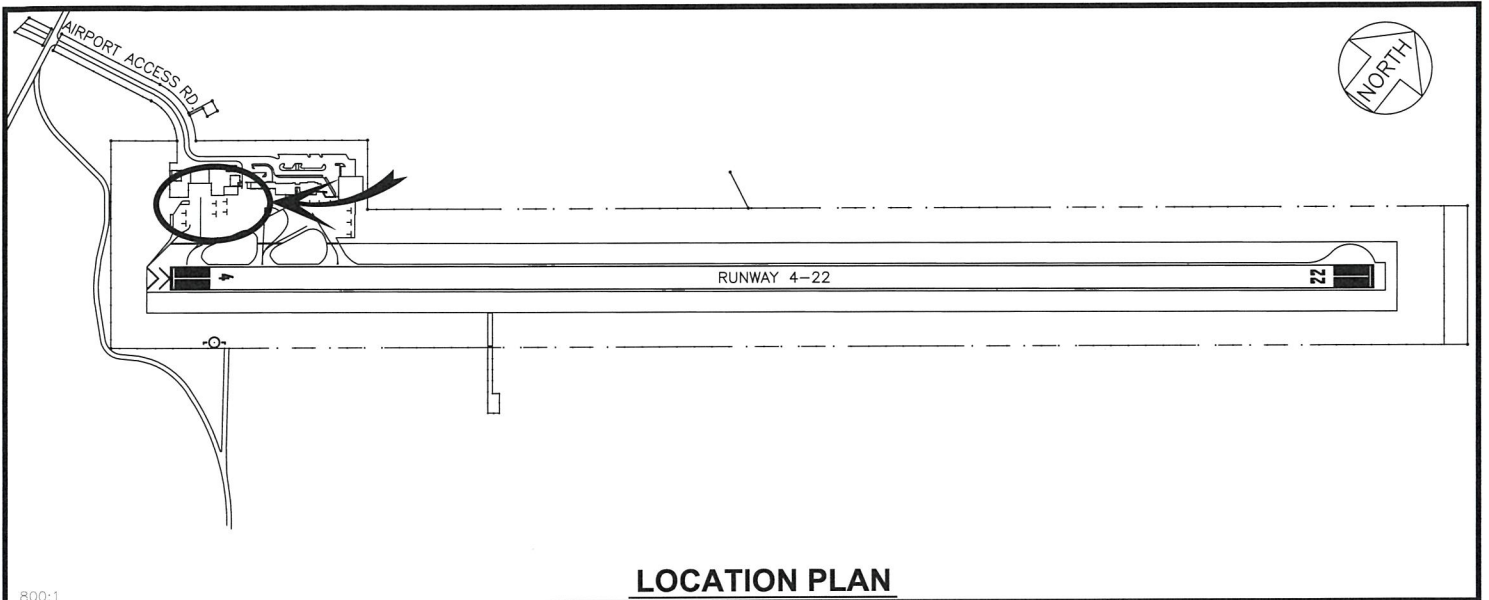 AIRPORT ACCESS RD.
NORTH
4
RUNWAY 4-22
22
LOCATION PLAN
800:1